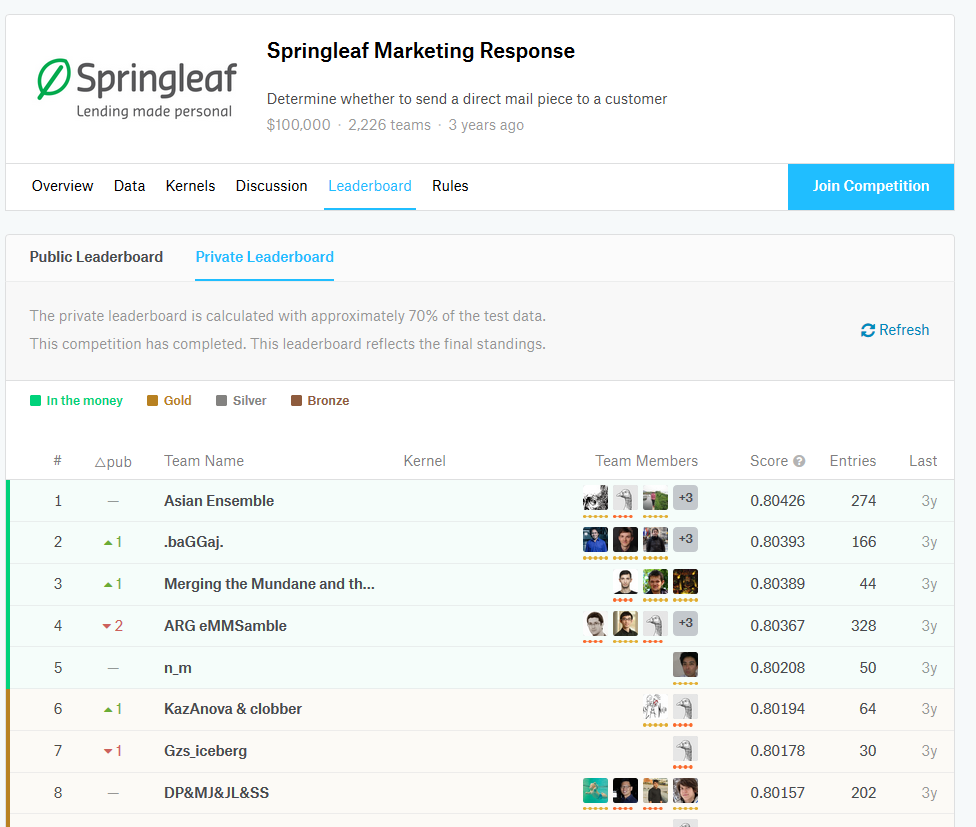 Springleaf
Lending made personal
Springleaf Marketing Response
Determine whether to send a direct mail piece to a customer
$100,000 · 2,226 teams · 3 years ago
Overview Data Kernels Discussion Leaderboard Rules Join Competition
Public Leaderboard Private Leaderboard
The private leaderboard is calculated with approximately 70% of the test data.
This competition has completed. This leaderboard reflects the final standings.
Refresh
In the money Gold Silver Bronze
# △pub Team Name Kernel Team Members Score ? Entries Last
1 — Asian Ensemble +3 0.80426 274 3y
2 ▲1 .baGGaj. +3 0.80393 166 3y
3 ▲1 Merging the Mundane and th... 0.80389 44 3y
4 ▼2 ARG eMMSamble +3 0.80367 328 3y
5 — n_m 0.80208 50 3y
6 ▲1 KazAnova & clobber 0.80194 64 3y
7 ▼1 Gzs_iceberg 0.80178 30 3y
8 — DP&MJ&JL&SS 0.80157 202 3y